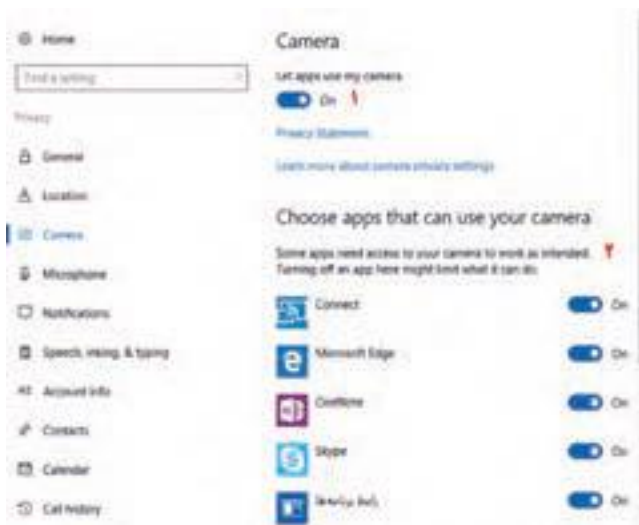 Home
Find a setting
Privacy
General
Location
Camera
Microphone
Notifications
Speech, inking, & typing
Account info
Contacts
Calendar
Call history
Camera
Let apps use my camera
On ۱
Privacy Statement
Learn more about camera privacy settings
Choose apps that can use your camera
Some apps need access to your camera to work as intended. ۲
Turning off an app here might limit what it can do.
Connect On
Microsoft Edge On
OneNote On
Skype On
On